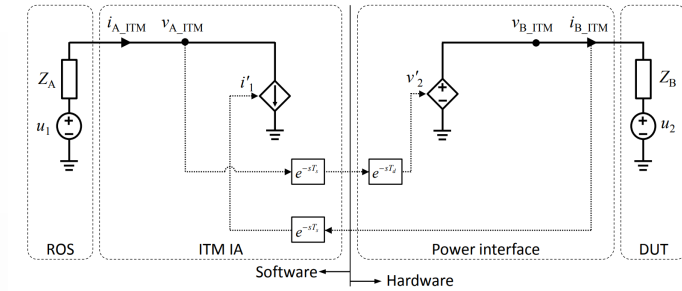 i_A_ITM
v_A_ITM
v_B_ITM
i_B_ITM
Z_A
i'_1
v'_2
Z_B
u_1
u_2
e^{-sT_s}
e^{-sT_d}
e^{-sT_s}
ROS
ITM IA
Power interface
DUT
Software
Hardware